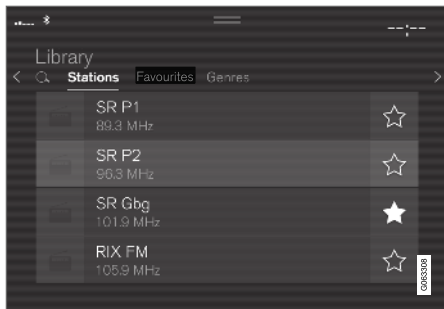 --:--
Library
Stations Favourites Genres
SR P1
89.3 MHz
SR P2
96.3 MHz
SR Gbg
101.9 MHz
RIX FM
105.9 MHz
G063308